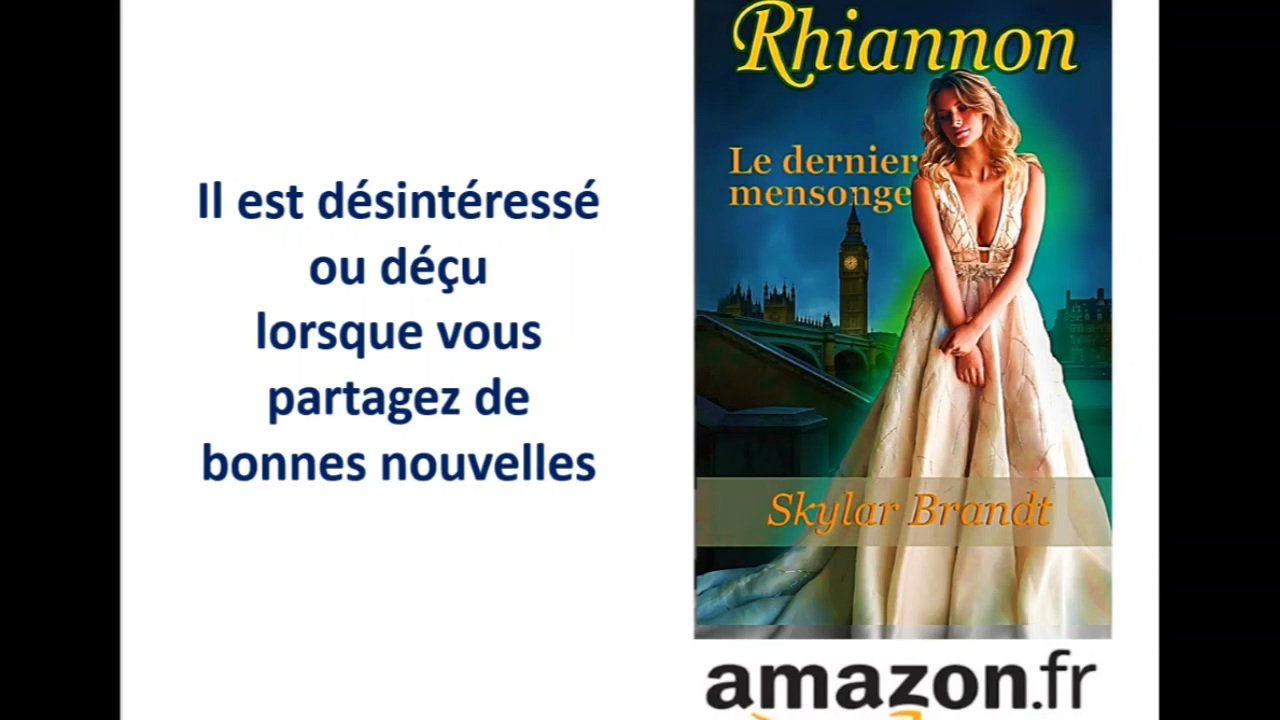 Il est désintéressé
ou déçu
lorsque vous
partagez de
bonnes nouvelles
Rhiannon
Le dernier
mensonge
Skylar Brandt
amazon.fr